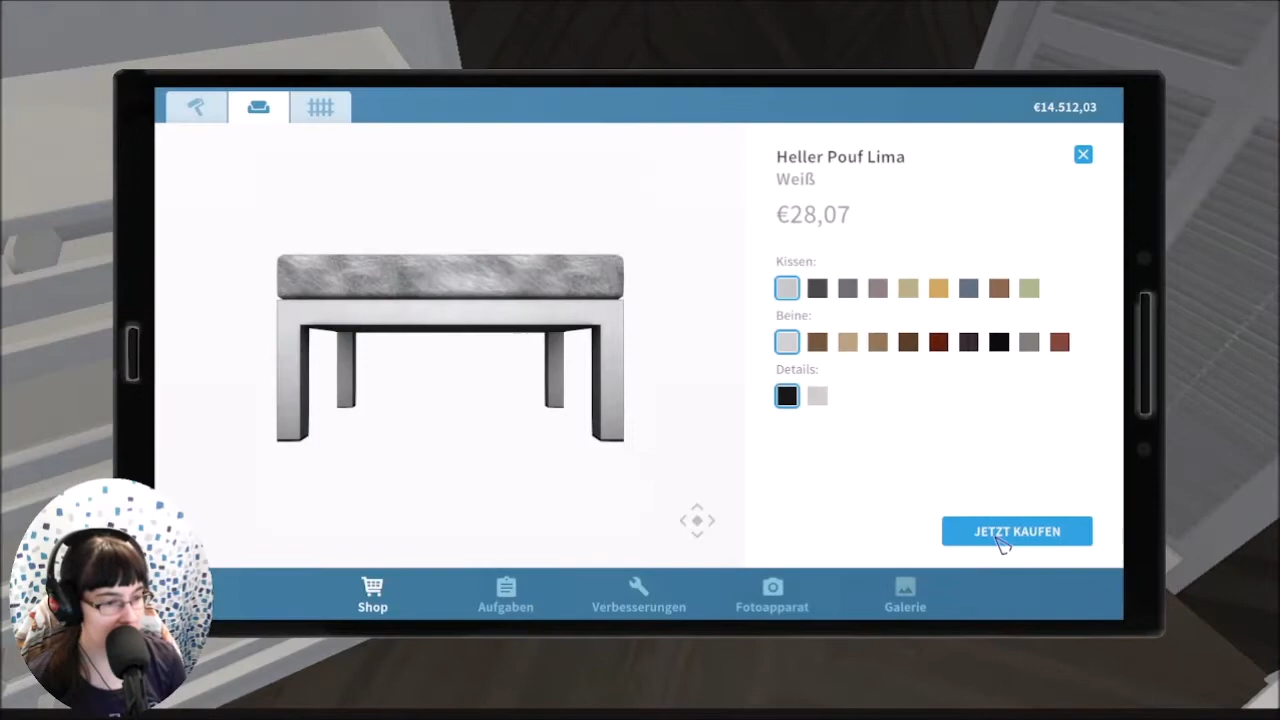 €14.512,03
Heller Pouf Lima
Weiß
€28,07
Kissen:
Beine:
Details:
JETZT KAUFEN
Shop
Aufgaben
Verbesserungen
Fotoapparat
Galerie